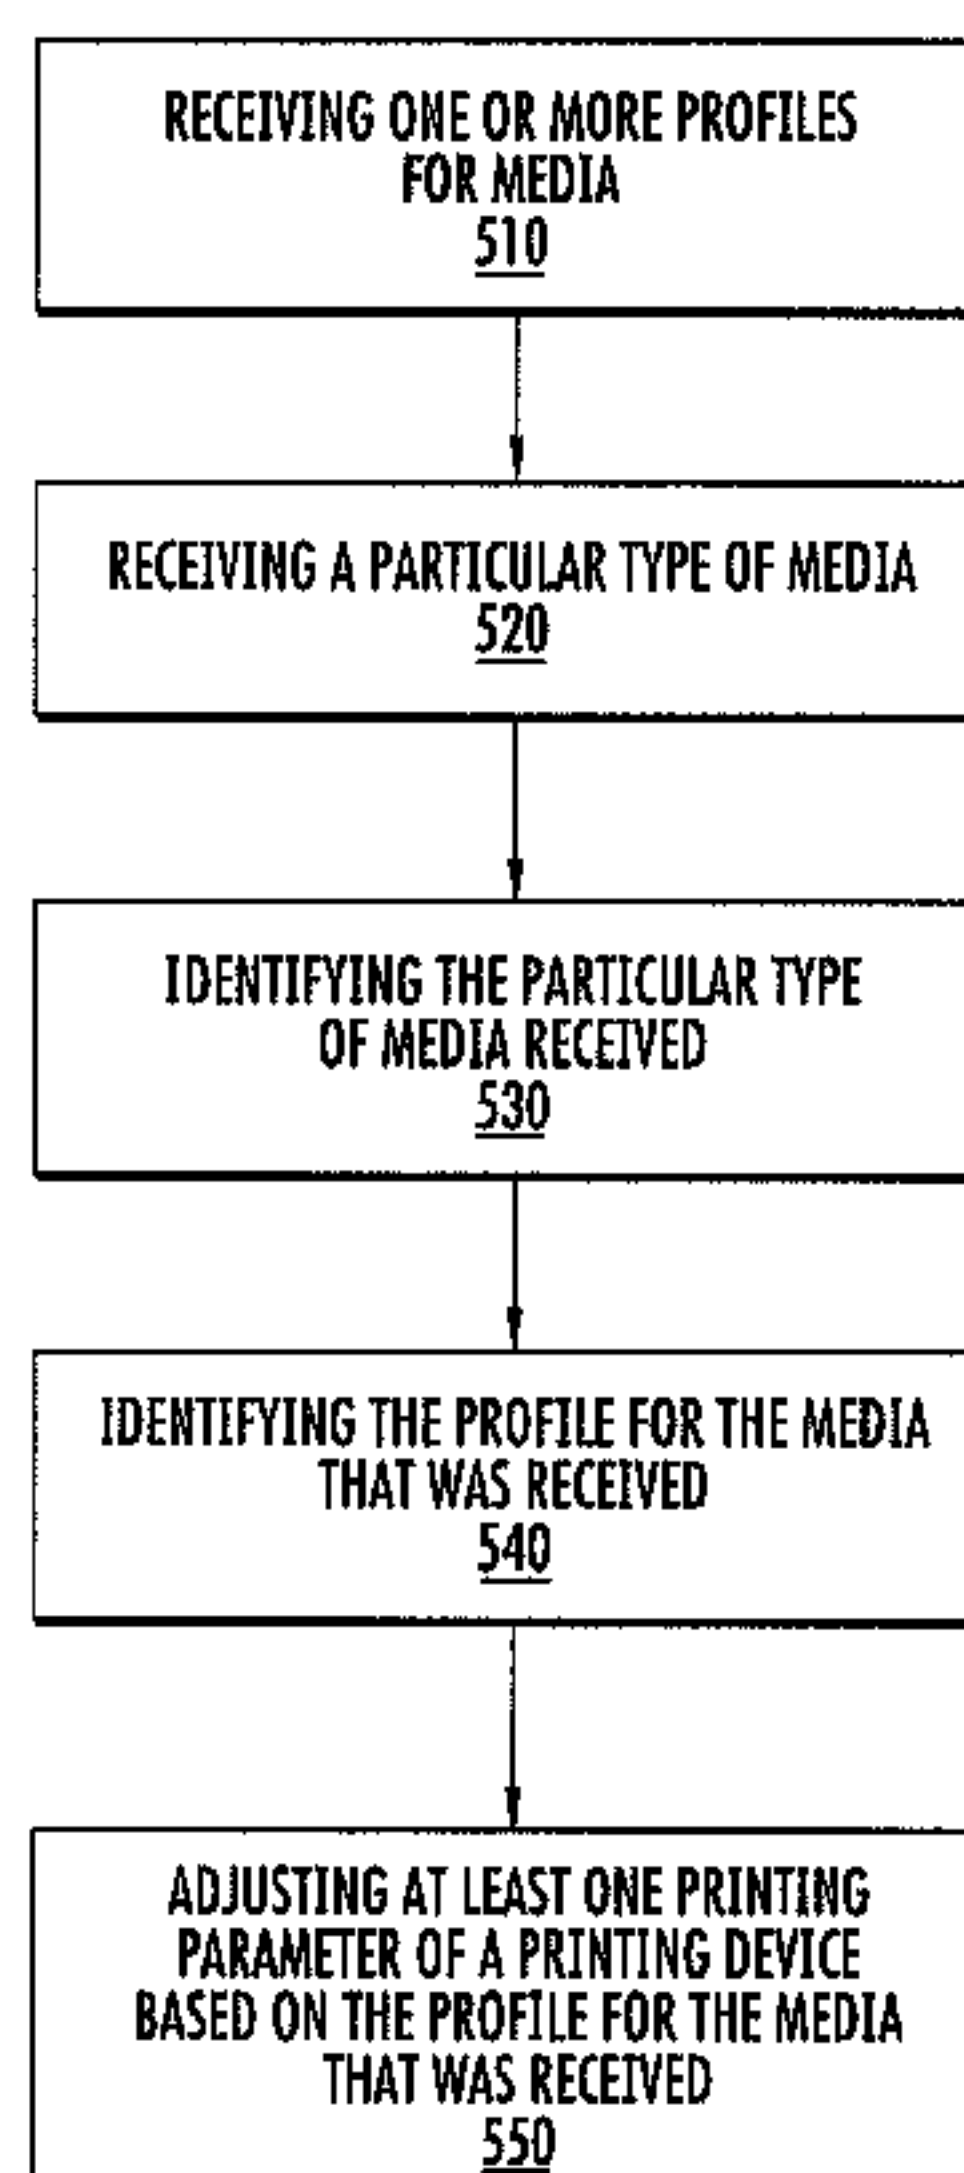 RECEIVING ONE OR MORE PROFILES
FOR MEDIA
510
RECEIVING A PARTICULAR TYPE OF MEDIA
520
IDENTIFYING THE PARTICULAR TYPE
OF MEDIA RECEIVED
530
IDENTIFYING THE PROFILE FOR THE MEDIA
THAT WAS RECEIVED
540
ADJUSTING AT LEAST ONE PRINTING
PARAMETER OF A PRINTING DEVICE
BASED ON THE PROFILE FOR THE MEDIA
THAT WAS RECEIVED
550